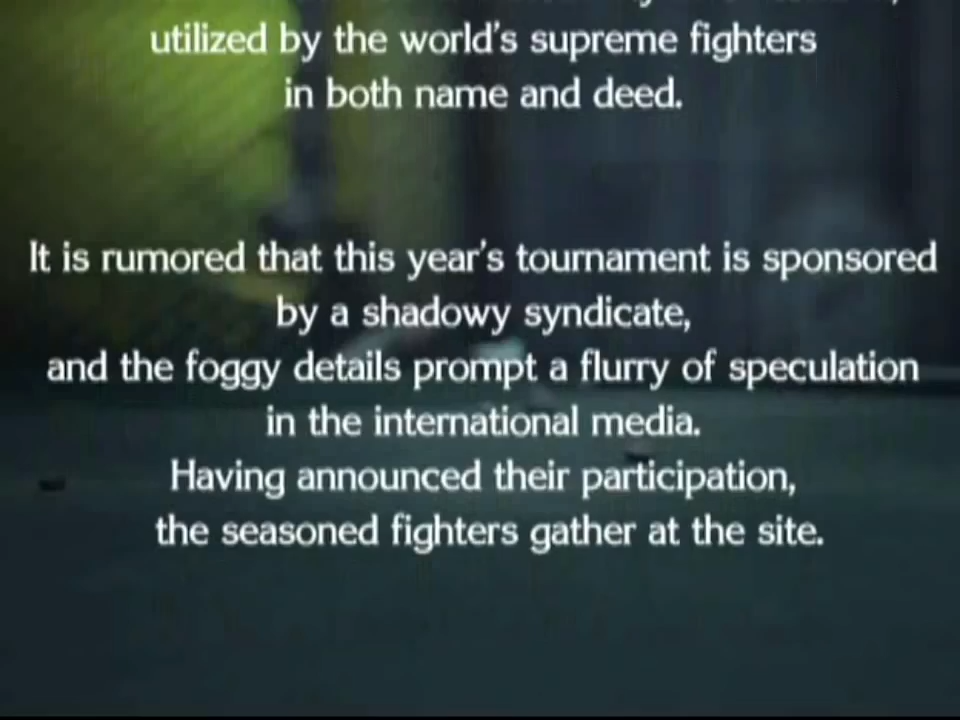 utilized by the world's supreme fighters
in both name and deed.
It is rumored that this year's tournament is sponsored
by a shadowy syndicate,
and the foggy details prompt a flurry of speculation
in the international media.
Having announced their participation,
the seasoned fighters gather at the site.